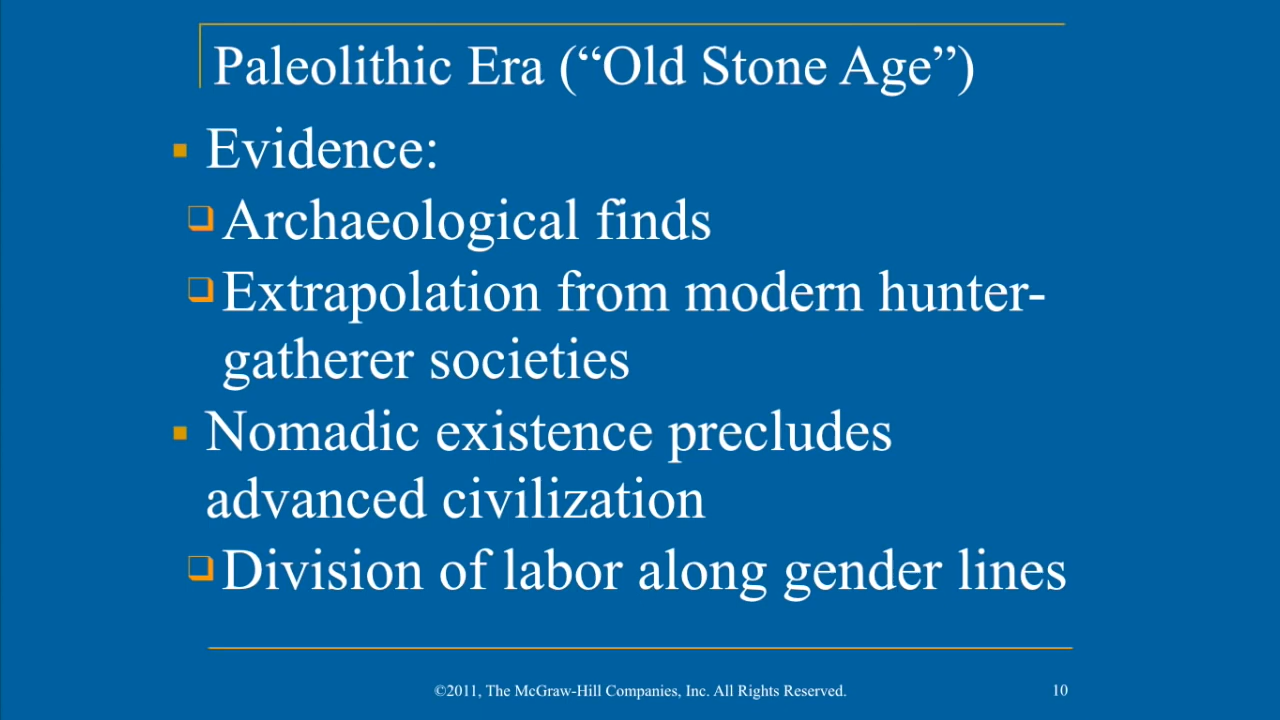 Paleolithic Era (“Old Stone Age”)
Evidence:
Archaeological finds
Extrapolation from modern hunter-
gatherer societies
Nomadic existence precludes
advanced civilization
Division of labor along gender lines
©2011, The McGraw-Hill Companies, Inc. All Rights Reserved.
10